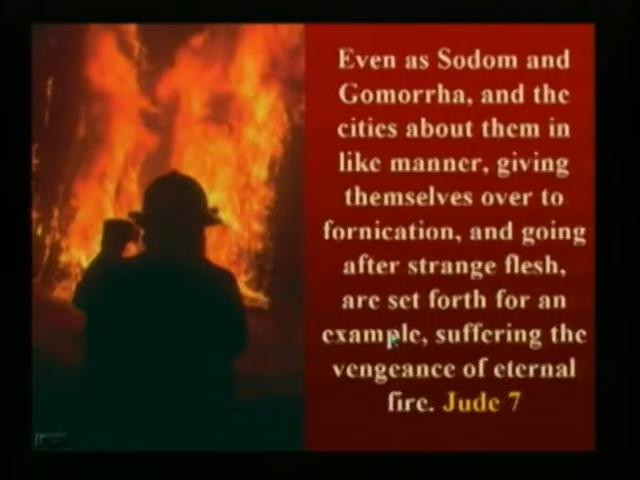 Even as Sodom and
Gomorrha, and the
cities about them in
like manner, giving
themselves over to
fornication, and going
after strange flesh,
are set forth for an
example, suffering the
vengeance of eternal
fire. Jude 7